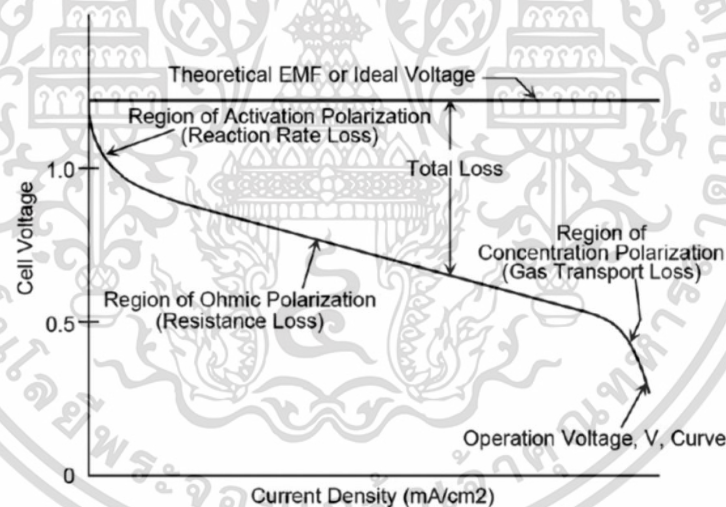 Theoretical EMF or Ideal Voltage
Region of Activation Polarization
(Reaction Rate Loss)
1.0
Total Loss
Cell Voltage
Region of
Concentration Polarization
(Gas Transport Loss)
Region of Ohmic Polarization
(Resistance Loss)
0.5
Operation Voltage, V, Curve
0
Current Density (mA/cm2)